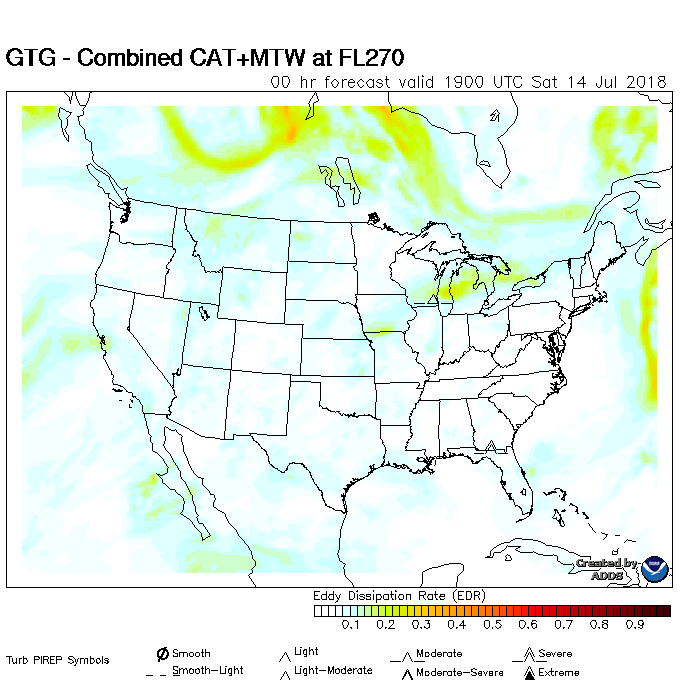 GTG - Combined CAT+MTW at FL270
00 hr forecast valid 1900 UTC Sat 14 Jul 2018
Created by
ADDS
Eddy Dissipation Rate (EDR)
0.1 0.2 0.3 0.4 0.5 0.6 0.7 0.8 0.9
Turb PIREP Symbols
Smooth Light Moderate Severe
Smooth-Light Light-Moderate Moderate-Severe Extreme